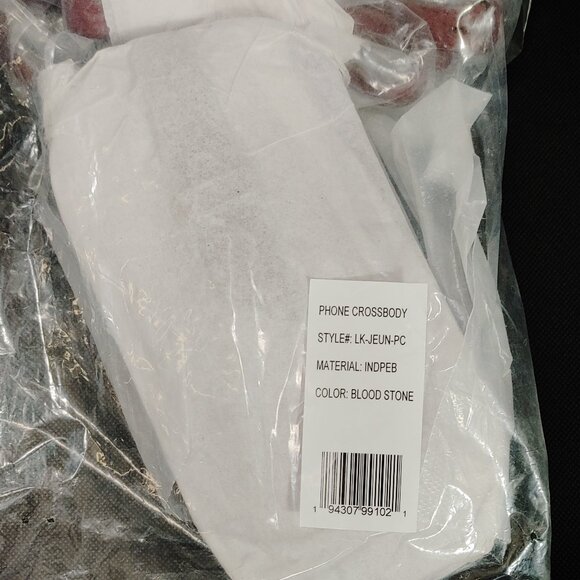 PHONE CROSSBODY
STYLE#: LK-JEUN-PC
MATERIAL: INDPEB
COLOR: BLOOD STONE
1 94307 99102 1